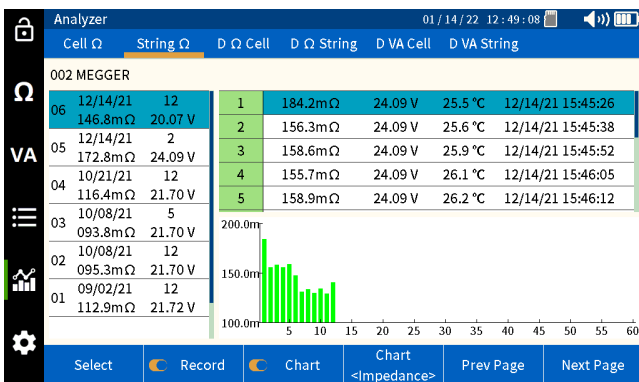 Analyzer 01/14/22 12:49:08
Cell Ω String Ω D Ω Cell D Ω String D VA Cell D VA String
002 MEGGER
Ω
VA
06 12/14/21 12
146.8mΩ 20.07 V
05 12/14/21 2
172.8mΩ 24.09 V
04 10/21/21 12
116.4mΩ 21.70 V
03 10/08/21 5
093.8mΩ 21.70 V
02 10/08/21 12
095.3mΩ 21.70 V
01 09/02/21 12
112.9mΩ 21.72 V
1 184.2mΩ 24.09 V 25.5 °C 12/14/21 15:45:26
2 156.3mΩ 24.09 V 25.6 °C 12/14/21 15:45:38
3 158.6mΩ 24.09 V 25.9 °C 12/14/21 15:45:52
4 155.7mΩ 24.09 V 26.1 °C 12/14/21 15:46:05
5 158.9mΩ 24.09 V 26.2 °C 12/14/21 15:46:12
200.0m
150.0m
100.0m
5 10 15 20 25 30 35 40 45 50 55 60
Select Record Chart Chart <Impedance> Prev Page Next Page